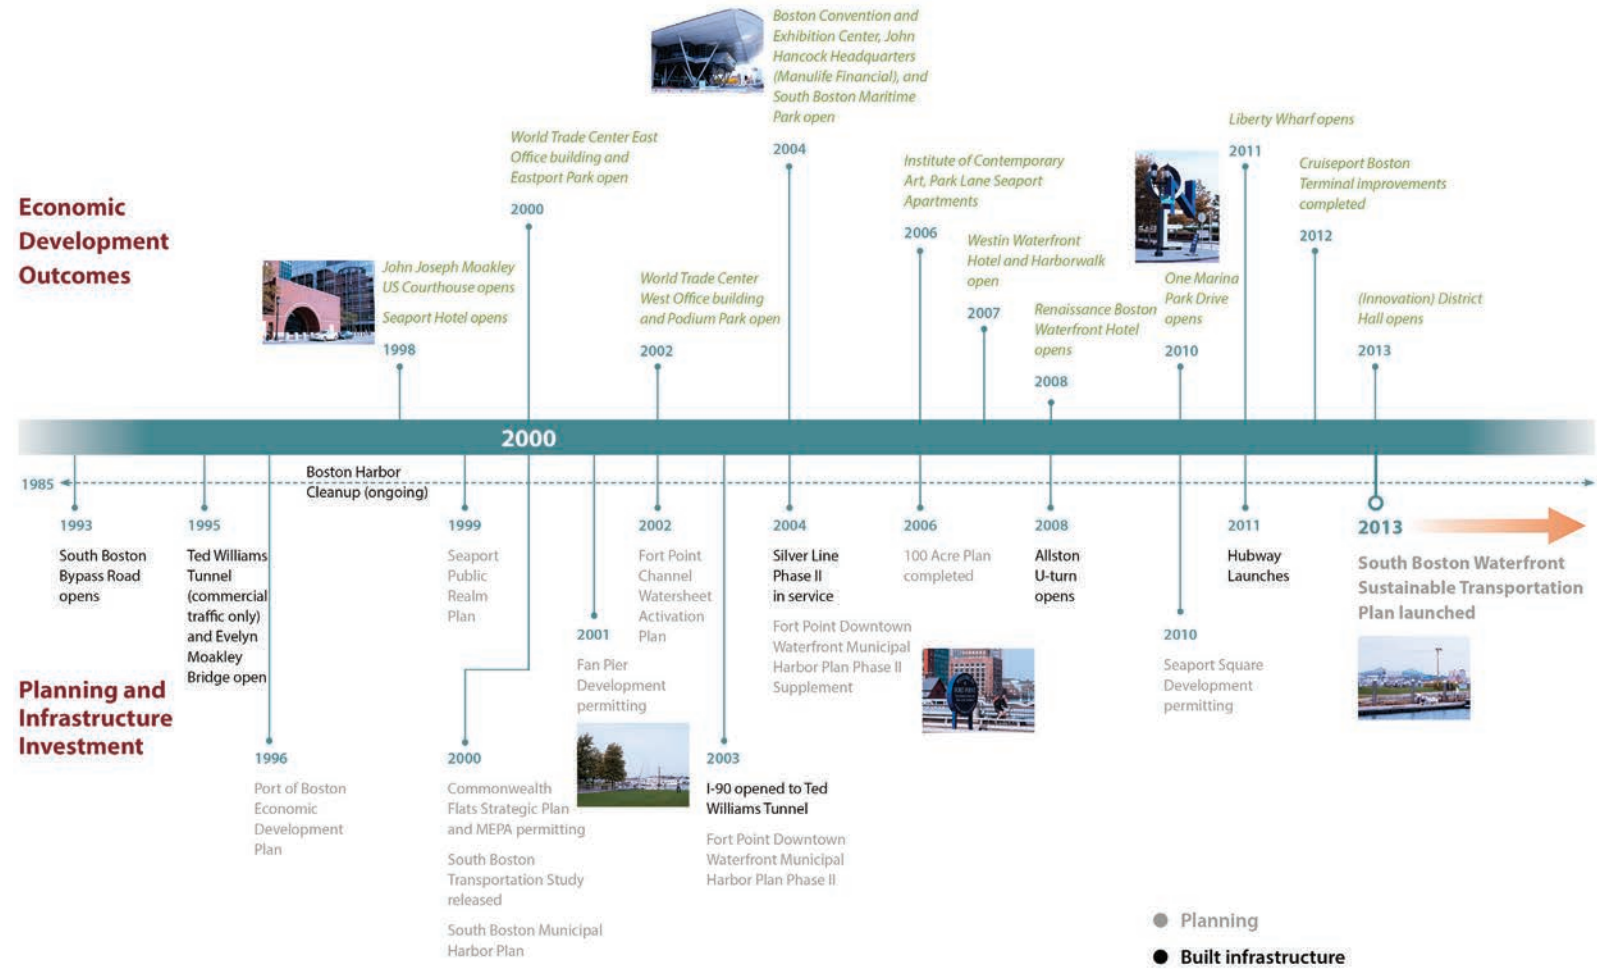 Boston Convention and
Exhibition Center, John
Hancock Headquarters
(Manulife Financial), and
South Boston Maritime
Park open
2004
Liberty Wharf opens
2011
World Trade Center East
Office building and
Eastport Park open
2000
Institute of Contemporary
Art, Park Lane Seaport
Apartments
2006
Cruiseport Boston
Terminal improvements
completed
2012
Economic
Development
Outcomes
John Joseph Moakley
US Courthouse opens
Seaport Hotel opens
1998
World Trade Center
West Office building
and Podium Park open
2002
Westin Waterfront
Hotel and Harborwalk
open
2007
Renaissance Boston
Waterfront Hotel
opens
2008
One Marina
Park Drive
opens
2010
(Innovation) District
Hall opens
2013
2000
Boston Harbor
Cleanup (ongoing)
1985
1993
South Boston
Bypass Road
opens
1995
Ted Williams
Tunnel
(commercial
traffic only)
and Evelyn
Moakley
Bridge open
1999
Seaport
Public
Realm
Plan
2001
Fan Pier
Development
permitting
2002
Fort Point
Channel
Watersheet
Activation
Plan
2004
Silver Line
Phase II
in service
Fort Point Downtown
Waterfront Municipal
Harbor Plan Phase II
Supplement
2006
100 Acre Plan
completed
2008
Allston
U-turn
opens
2010
Seaport Square
Development
permitting
2011
Hubway
Launches
2013
South Boston Waterfront
Sustainable Transportation
Plan launched
Planning and
Infrastructure
Investment
1996
Port of Boston
Economic
Development
Plan
2000
Commonwealth
Flats Strategic Plan
and MEPA permitting
South Boston
Transportation Study
released
South Boston Municipal
Harbor Plan
2003
I-90 opened to Ted
Williams Tunnel
Fort Point Downtown
Waterfront Municipal
Harbor Plan Phase II
Planning
Built infrastructure